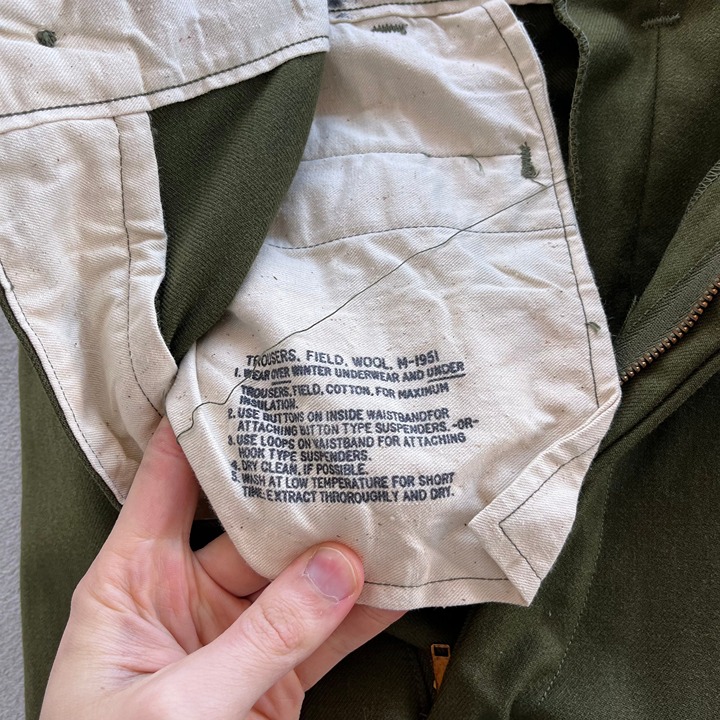 TROUSERS, FIELD, WOOL, M-1951
1. WEAR OVER WINTER UNDERWEAR AND UNDER
TROUSERS, FIELD, COTTON, FOR MAXIMUM
INSULATION.
2. USE BUTTONS ON INSIDE WAISTBANDFOR
ATTACHING BUTTON TYPE SUSPENDERS. -OR-
3. USE LOOPS ON WAISTBAND FOR ATTACHING
HOOK TYPE SUSPENDERS.
4. DRY CLEAN, IF POSSIBLE.
5. WASH AT LOW TEMPERATURE FOR SHORT
TIME; EXTRACT THROROUGHLY AND DRY.